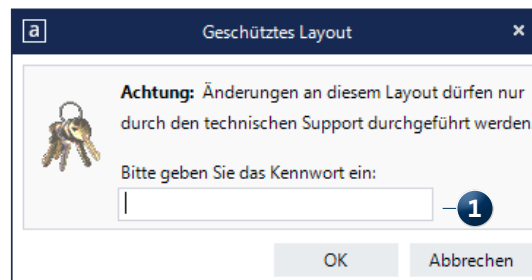 a
Geschütztes Layout
Achtung: Änderungen an diesem Layout dürfen nur
durch den technischen Support durchgeführt werden
Bitte geben Sie das Kennwort ein:
1
OK
Abbrechen